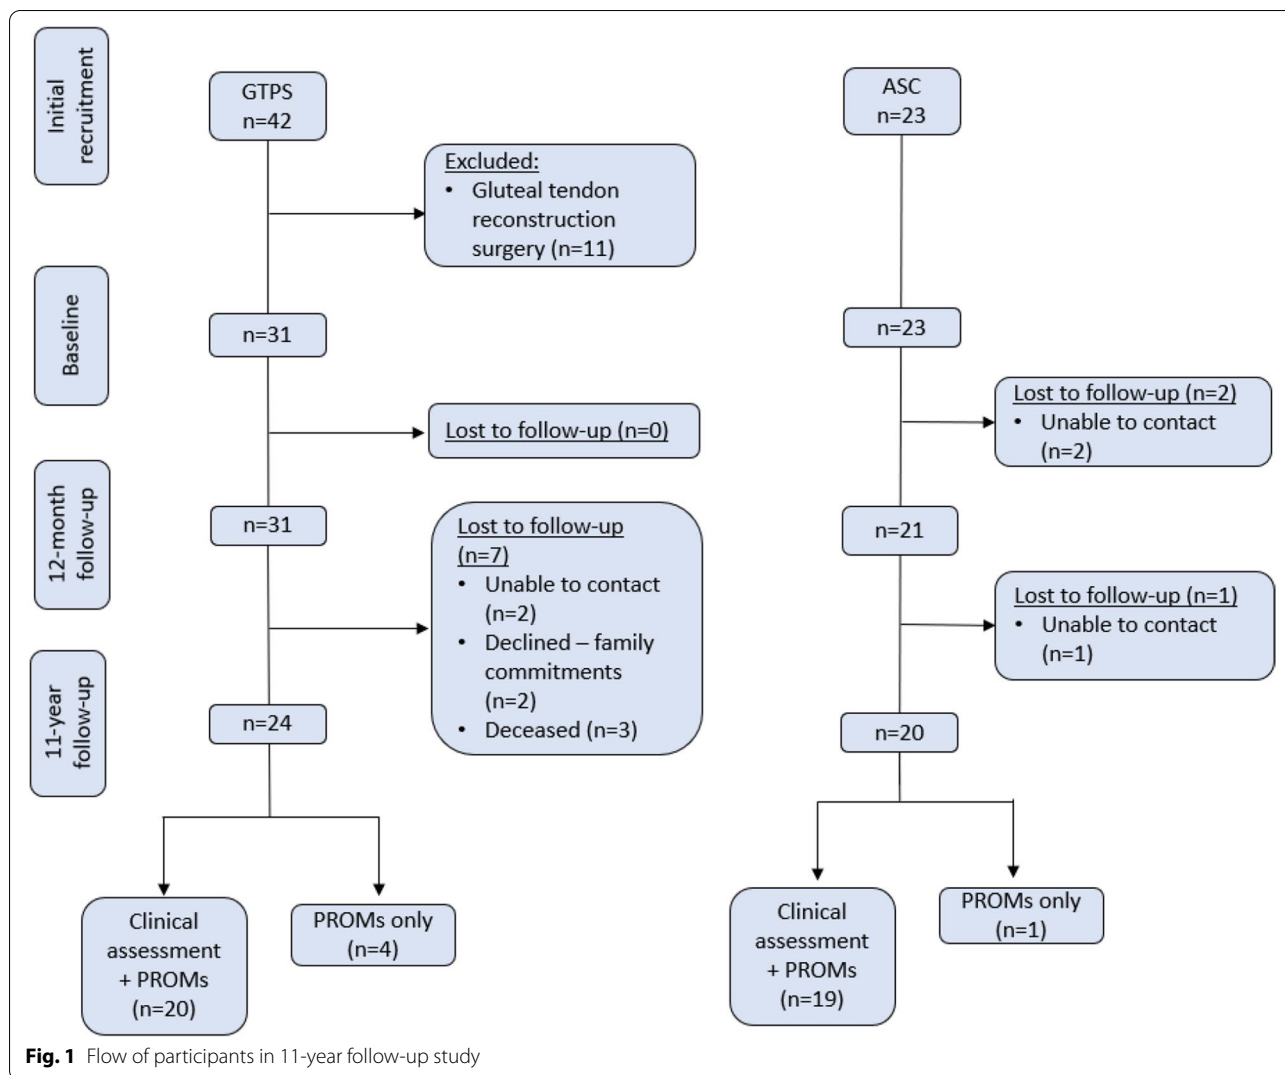 Initial
recruitment
GTPS
n=42
ASC
n=23
Excluded:
• Gluteal tendon
reconstruction
surgery (n=11)
Baseline
n=31
n=23
Lost to follow-up (n=0)
Lost to follow-up (n=2)
• Unable to contact
(n=2)
12-month
follow-up
n=31
n=21
Lost to follow-up
(n=7)
• Unable to contact
(n=2)
• Declined – family
commitments
(n=2)
• Deceased (n=3)
Lost to follow-up (n=1)
• Unable to contact
(n=1)
11-year
follow-up
n=24
n=20
Clinical
assessment
+ PROMs
(n=20)
PROMs only
(n=4)
Clinical
assessment
+ PROMs
(n=19)
PROMs only
(n=1)
Fig. 1 Flow of participants in 11-year follow-up study